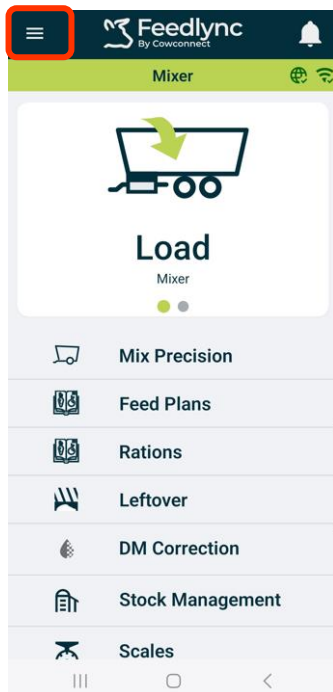 Feedlync
By Cowconnect
Mixer
Load
Mixer
Mix Precision
Feed Plans
Rations
Leftover
DM Correction
Stock Management
Scales